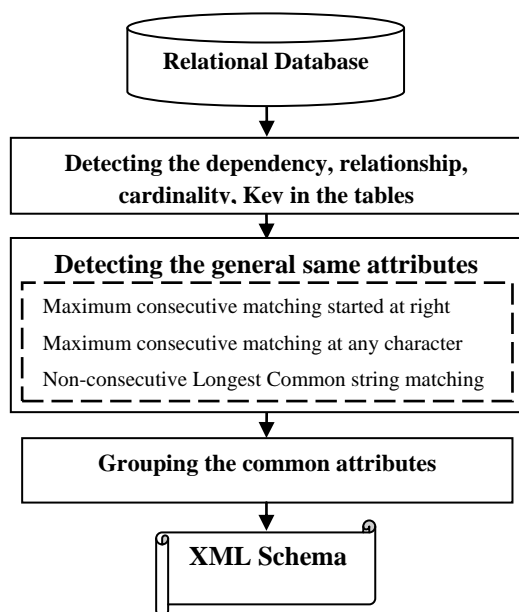 Relational Database
Detecting the dependency, relationship,
cardinality, Key in the tables
Detecting the general same attributes
Maximum consecutive matching started at right
Maximum consecutive matching at any character
Non-consecutive Longest Common string matching
Grouping the common attributes
XML Schema